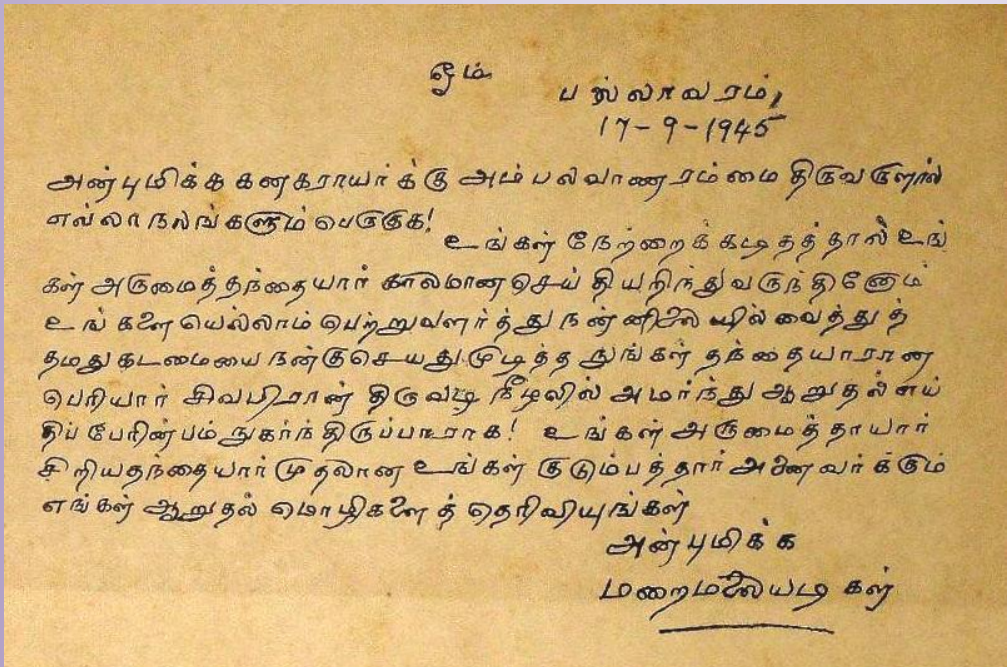 ஓம்
பல்லாவரம்,
17-9-1945
அன்புமிக்க கனகராயர்க்கு அம்பலவாணரம்மை திருவருளால்
எல்லா நலங்களும் பெருகுக!
உங்கள் நேற்றைக் கடிதத்தால் உங்
கள் அருமைத்தந்தையார் காலமான செய்தியறிந்து வருந்தினோம்
உங்களையெல்லாம் பெற்றுவளர்த்து நன்னிலையில் வைத்துத்
தமது கடமையை நன்கு செய்து முடித்த நுங்கள் தந்தையாரான
பெரியார் சிவபிரான் திருவடி நீழலில் அமர்ந்து ஆறுதல் எய்
திப் பேரின்பம் நுகர்ந்திருப்பாராக! உங்கள் அருமைத் தாயார்
சிறியதந்தையார் முதலான உங்கள் குடும்பத்தார் அனைவர்க்கும்
எங்கள் ஆறுதல் மொழிகளைத் தெரிவியுங்கள்
அன்புமிக்க
மறைமலையடிகள்